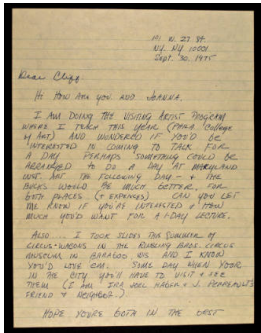 141 W. 27 St.
NY. NY 10001
Sept. 30. 1975
Dear Cliff
Hi How are you and Joanna.
I am doing the visiting artist program
where I teach this year (Phila. College
of Art) and wondered if you'd be
interested in coming to talk for
a day Perhaps something could be
arranged to do a day at Maryland
Inst. Art the following day – & the
bucks would be much better, for
both places (+ expenses) Can you let
me know if you're interested & how
much you'd want for a 1-day lecture.
Also.... I took slides this summer of
circus-wagons in the Ringling Bros. Circus
Museum in Baraboo Wis and I know
you'd love em. Some day when your
in the city you'll have to visit & see
them (I am Ira Joel Haber &
friend & neighbor.)
Hope youre both in the best